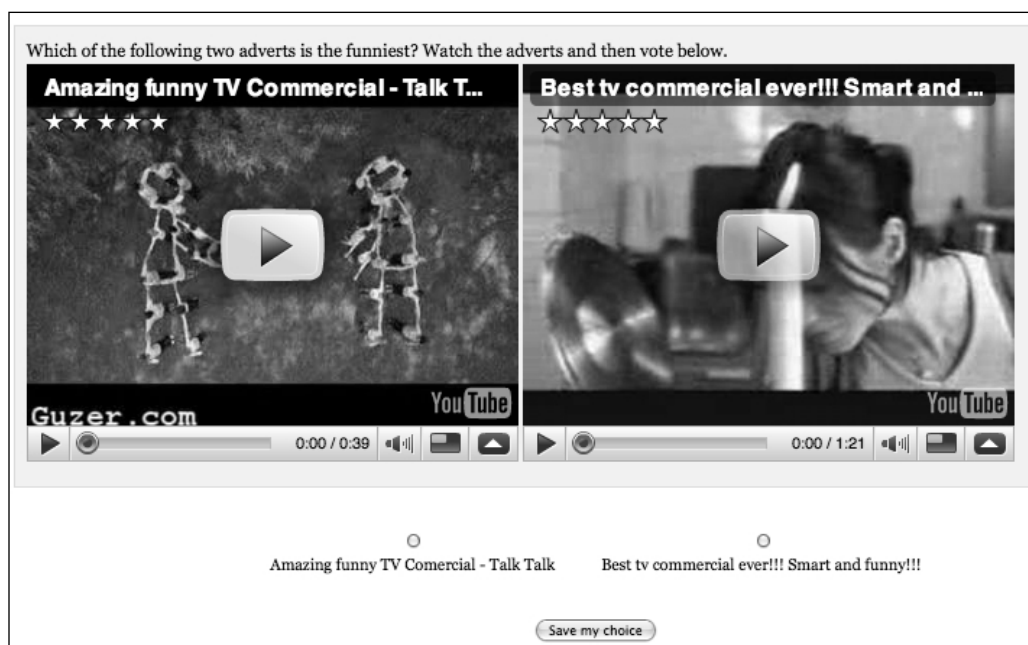 Which of the following two adverts is the funniest? Watch the adverts and then vote below.
Amazing funny TV Commercial - Talk T...
Best tv commercial ever!!! Smart and ...
Guzer.com
YouTube
YouTube
0:00 / 0:39
0:00 / 1:21
Amazing funny TV Comercial - Talk Talk
Best tv commercial ever!!! Smart and funny!!!
Save my choice